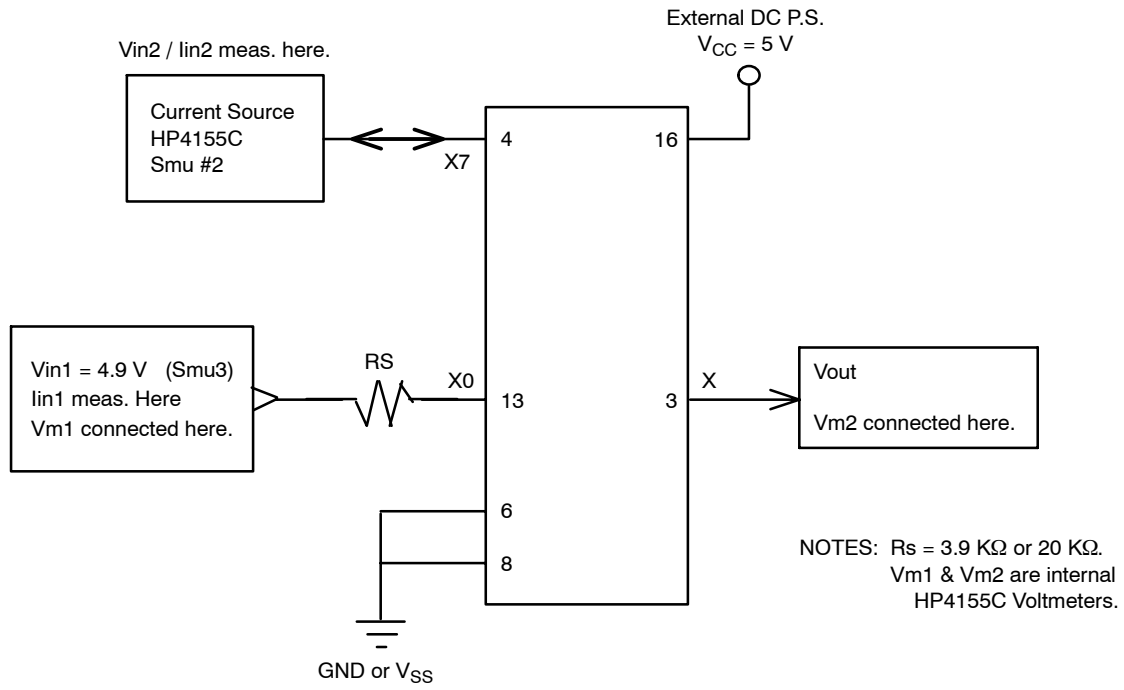 External DC P.S.
V_CC = 5 V
Vin2 / Iin2 meas. here.
Current Source
HP4155C
Smu #2
X7
4
16
Vin1 = 4.9 V (Smu3)
Iin1 meas. Here
Vm1 connected here.
RS
X0
13
3
X
Vout
Vm2 connected here.
6
8
GND or V_SS
NOTES: Rs = 3.9 KΩ or 20 KΩ.
Vm1 & Vm2 are internal
HP4155C Voltmeters.